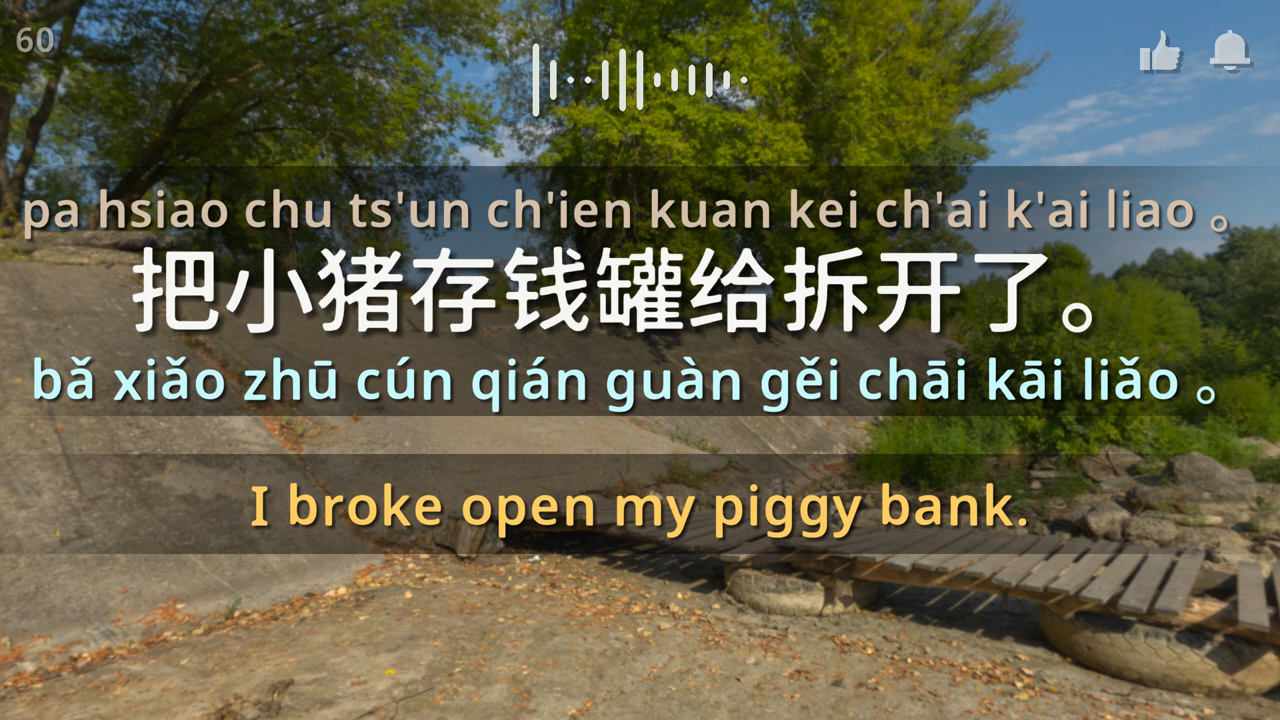 60
pa hsiao chu ts'un ch'ien kuan kei ch'ai k'ai liao 。
把小猪存钱罐给拆开了。
bǎ xiǎo zhū cún qián guàn gěi chāi kāi liǎo 。
I broke open my piggy bank.